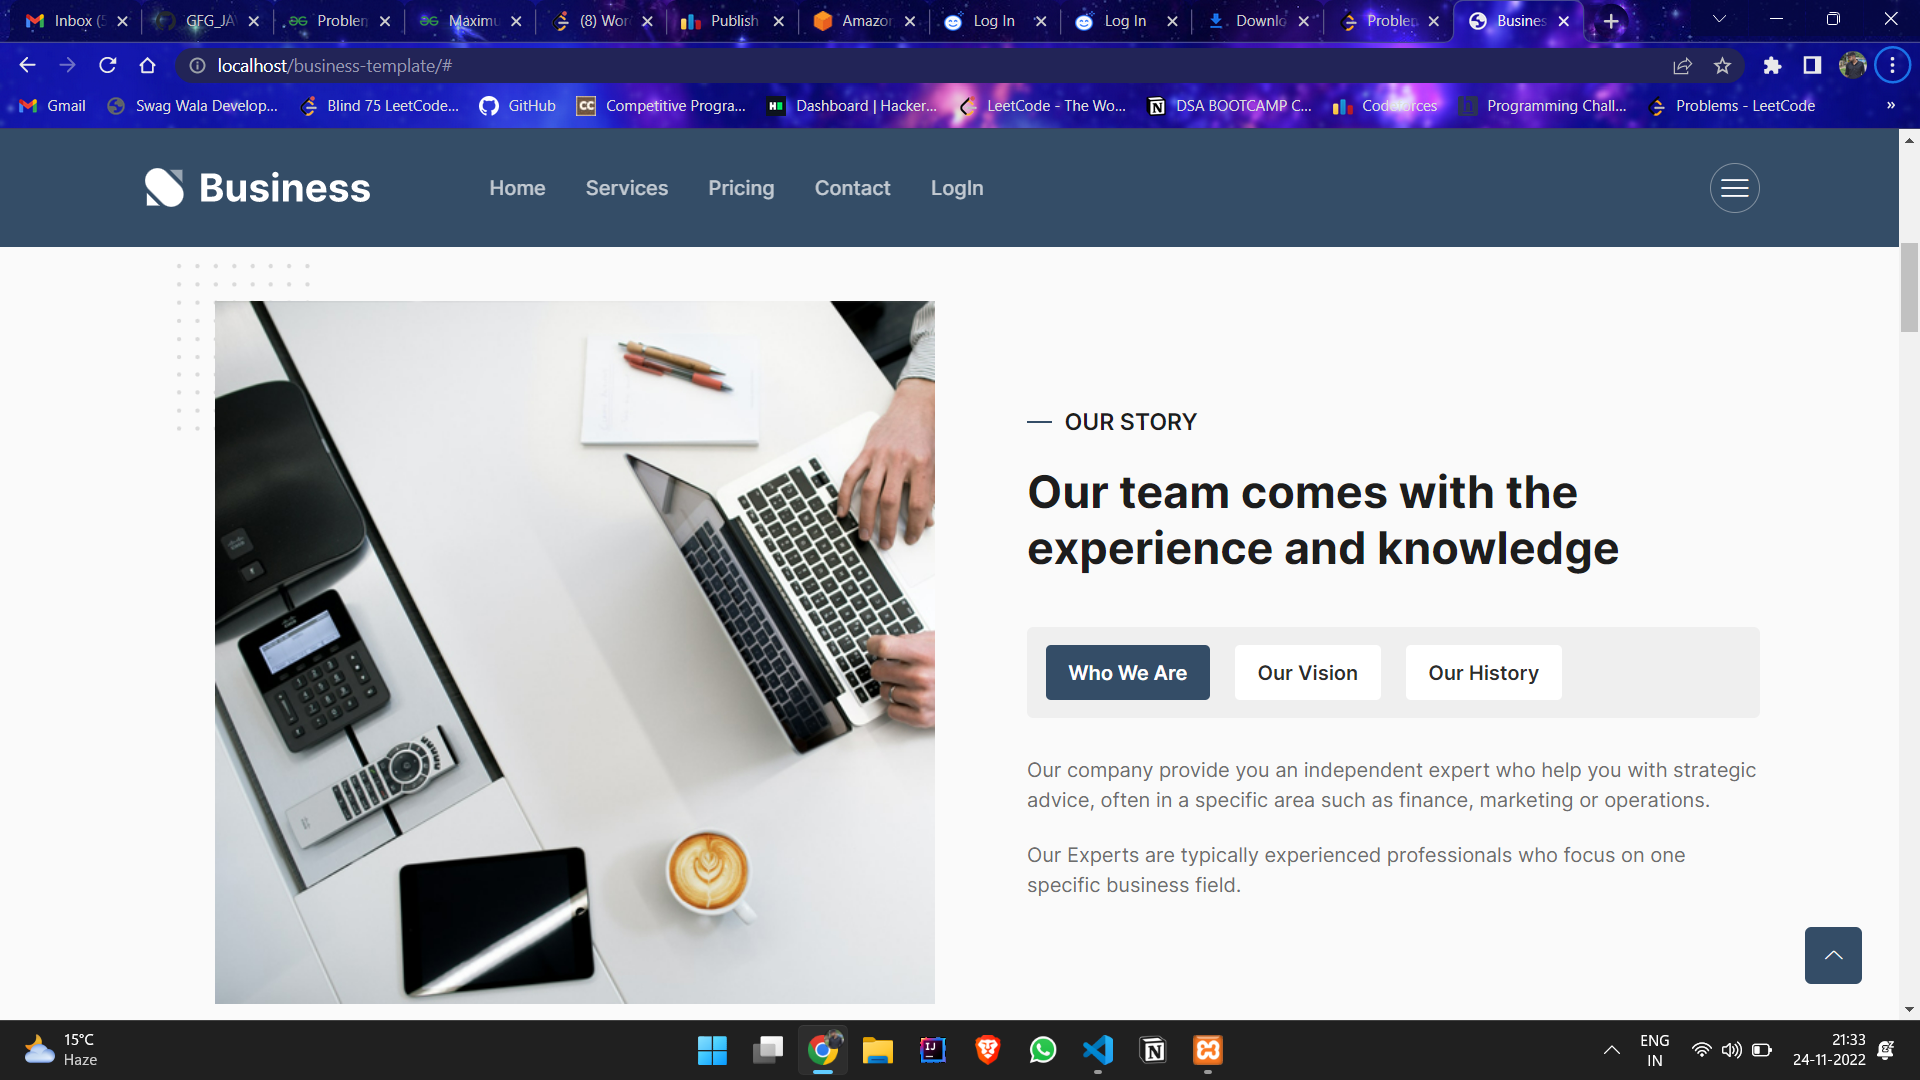 Inbox (5
GFG_JA
Problem
Maximu
(8) Wor
Publish
Amazon
Log In
Log In
Downlo
Problem
Busines
localhost/business-template/#
Gmail
Swag Wala Develop...
Blind 75 LeetCode...
GitHub
Competitive Progra...
Dashboard | Hacker...
LeetCode - The Wo...
DSA BOOTCAMP C...
Codeforces
Programming Chall...
Problems - LeetCode
»
Business
Home
Services
Pricing
Contact
LogIn
OUR STORY
Our team comes with the
experience and knowledge
Who We Are
Our Vision
Our History
Our company provide you an independent expert who help you with strategic
advice, often in a specific area such as finance, marketing or operations.
Our Experts are typically experienced professionals who focus on one
specific business field.
15°C
Haze
ENG
IN
21:33
24-11-2022